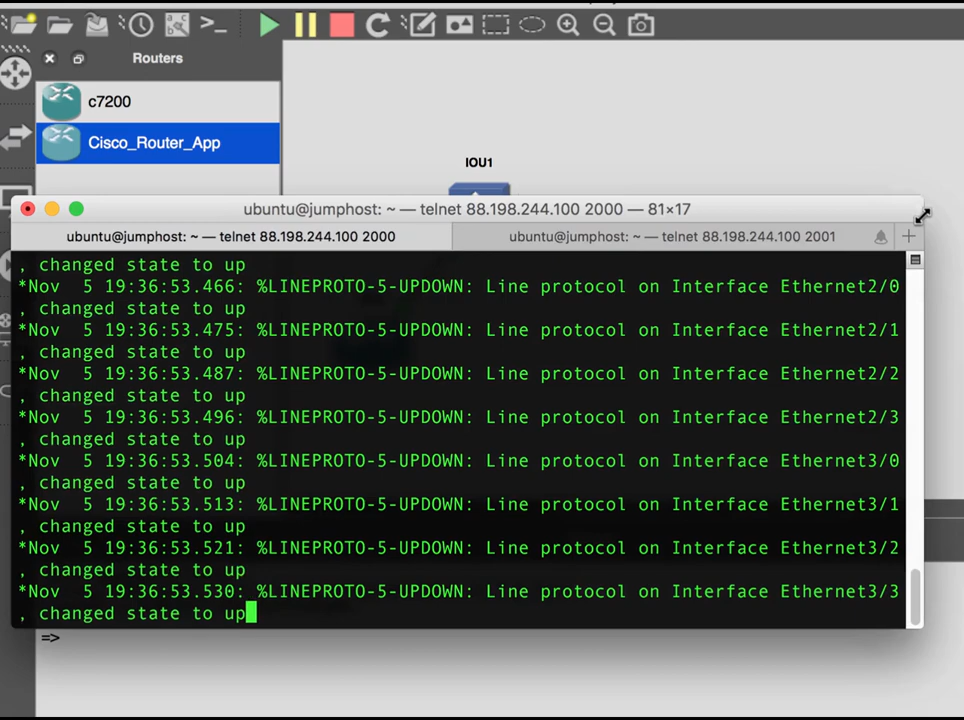 Routers
c7200
Cisco_Router_App
IOU1
ubuntu@jumphost: ~ — telnet 88.198.244.100 2000 — 81×17
ubuntu@jumphost: ~ — telnet 88.198.244.100 2000
ubuntu@jumphost: ~ — telnet 88.198.244.100 2001
, changed state to up
*Nov  5 19:36:53.466: %LINEPROTO-5-UPDOWN: Line protocol on Interface Ethernet2/0
, changed state to up
*Nov  5 19:36:53.475: %LINEPROTO-5-UPDOWN: Line protocol on Interface Ethernet2/1
, changed state to up
*Nov  5 19:36:53.487: %LINEPROTO-5-UPDOWN: Line protocol on Interface Ethernet2/2
, changed state to up
*Nov  5 19:36:53.496: %LINEPROTO-5-UPDOWN: Line protocol on Interface Ethernet2/3
, changed state to up
*Nov  5 19:36:53.504: %LINEPROTO-5-UPDOWN: Line protocol on Interface Ethernet3/0
, changed state to up
*Nov  5 19:36:53.513: %LINEPROTO-5-UPDOWN: Line protocol on Interface Ethernet3/1
, changed state to up
*Nov  5 19:36:53.521: %LINEPROTO-5-UPDOWN: Line protocol on Interface Ethernet3/2
, changed state to up
*Nov  5 19:36:53.530: %LINEPROTO-5-UPDOWN: Line protocol on Interface Ethernet3/3
, changed state to up
=>